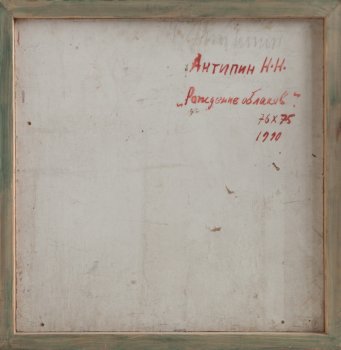 Антипин Н.Н.
„Рождение облаков"
76х75
1990